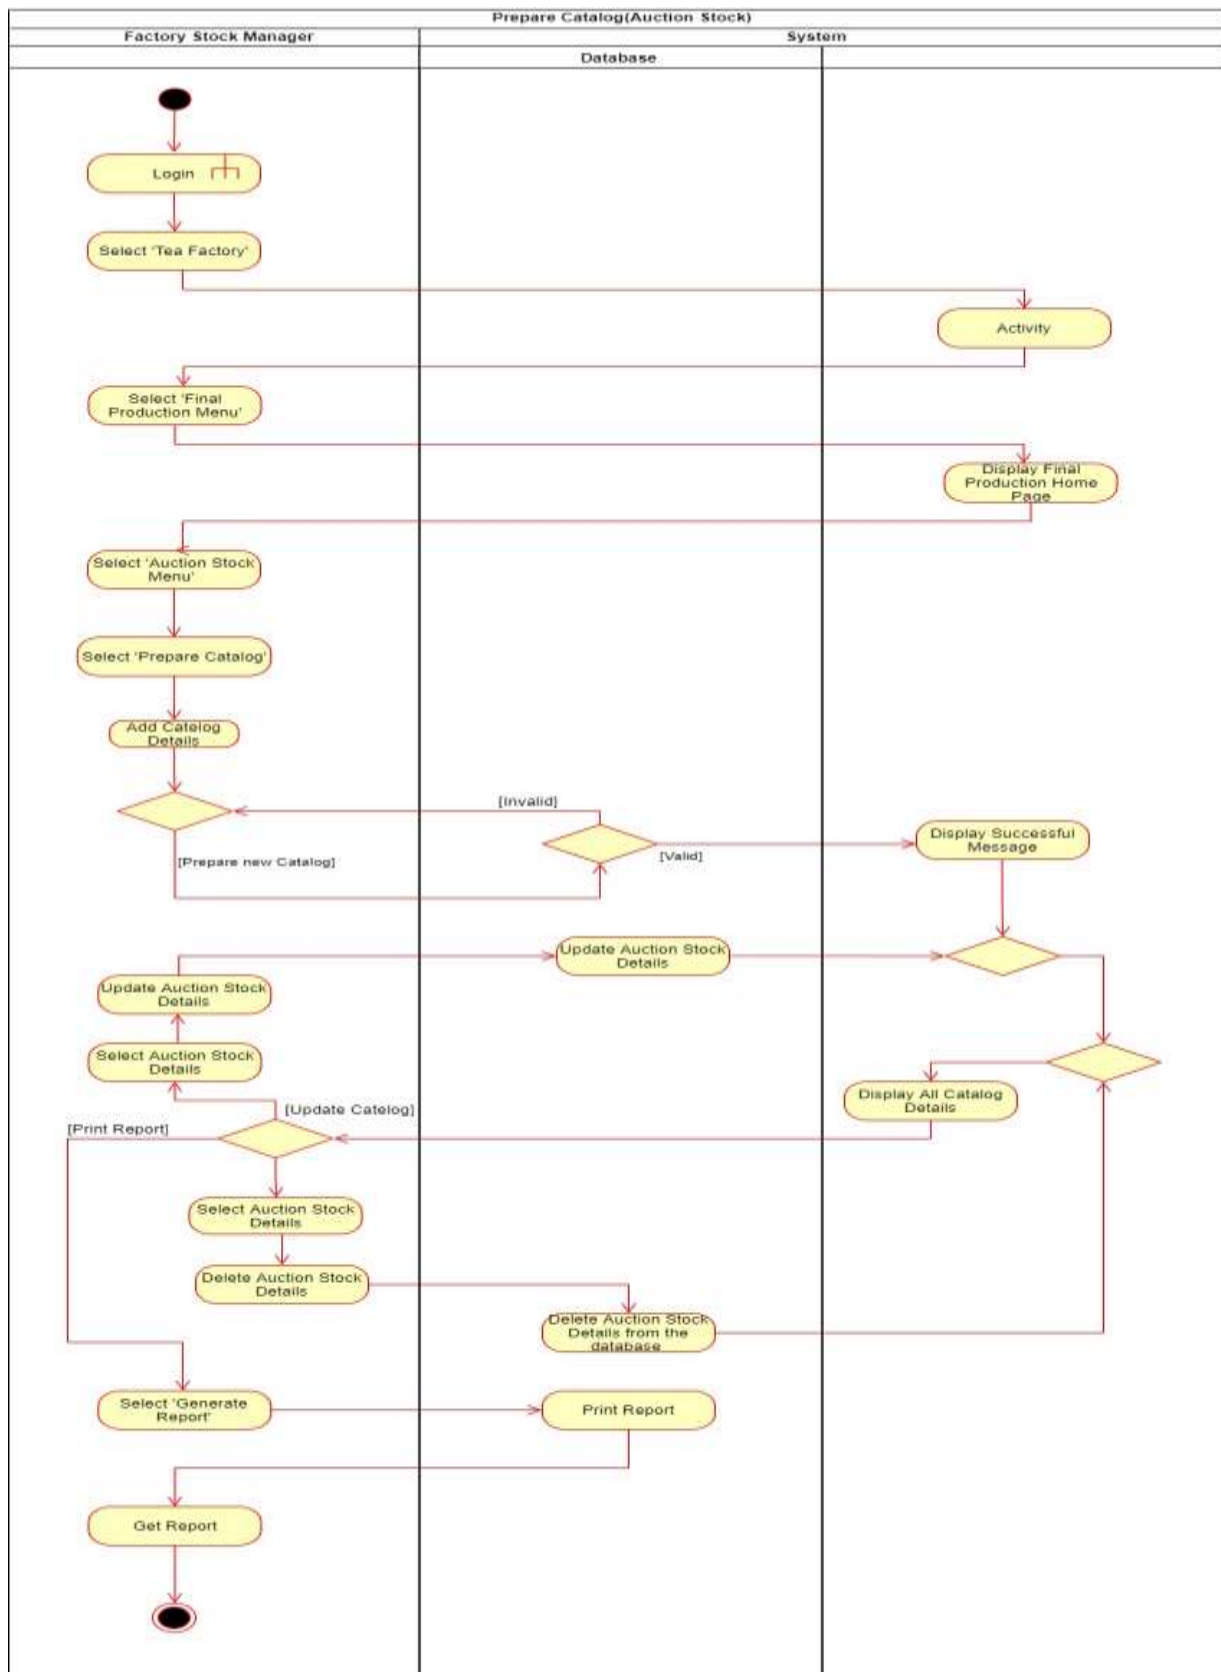 Prepare Catalog(Auction Stock)
Factory Stock Manager
System
Database
Login
Select 'Tea Factory'
Activity
Select 'Final
Production Menu'
Display Final
Production Home
Page
Select 'Auction Stock
Menu'
Select 'Prepare Catalog'
Add Catelog
Details
[Invalid]
[Valid]
[Prepare new Catalog]
Display Successful
Message
Update Auction Stock
Details
Update Auction Stock
Details
Select Auction Stock
Details
Display All Catalog
Details
[Update Catelog]
[Print Report]
Select Auction Stock
Details
Delete Auction Stock
Details
Delete Auction Stock
Details from the
database
Select 'Generate
Report'
Print Report
Get Report